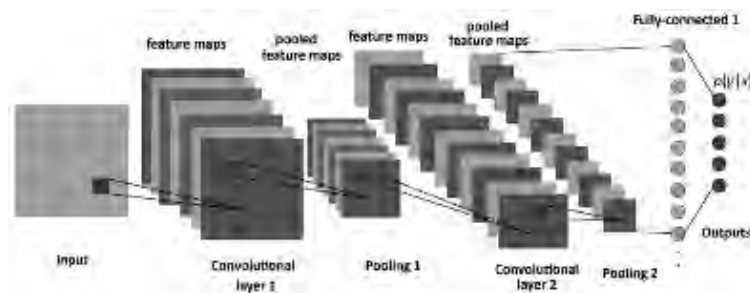 feature maps
pooled
feature maps
feature maps
pooled
feature maps
Fully-connected 1
p(y|x)
Input
Convolutional
layer 1
Pooling 1
Convolutional
layer 2
Pooling 2
Outputs